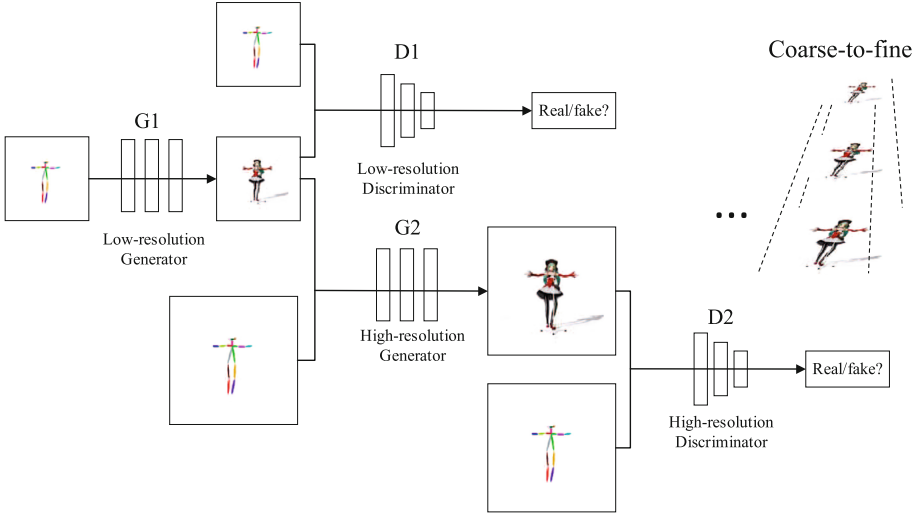 Coarse-to-fine
D1
Real/fake?
G1
Low-resolution
Discriminator
Low-resolution
Generator
G2
...
High-resolution
Generator
D2
Real/fake?
High-resolution
Discriminator